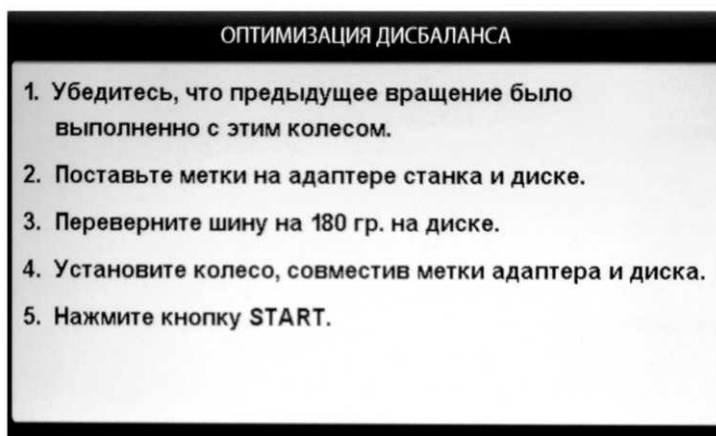 ОПТИМИЗАЦИЯ ДИСБАЛАНСА
1. Убедитесь, что предыдущее вращение было
выполненно с этим колесом.
2. Поставьте метки на адаптере станка и диске.
3. Переверните шину на 180 гр. на диске.
4. Установите колесо, совместив метки адаптера и диска.
5. Нажмите кнопку START.